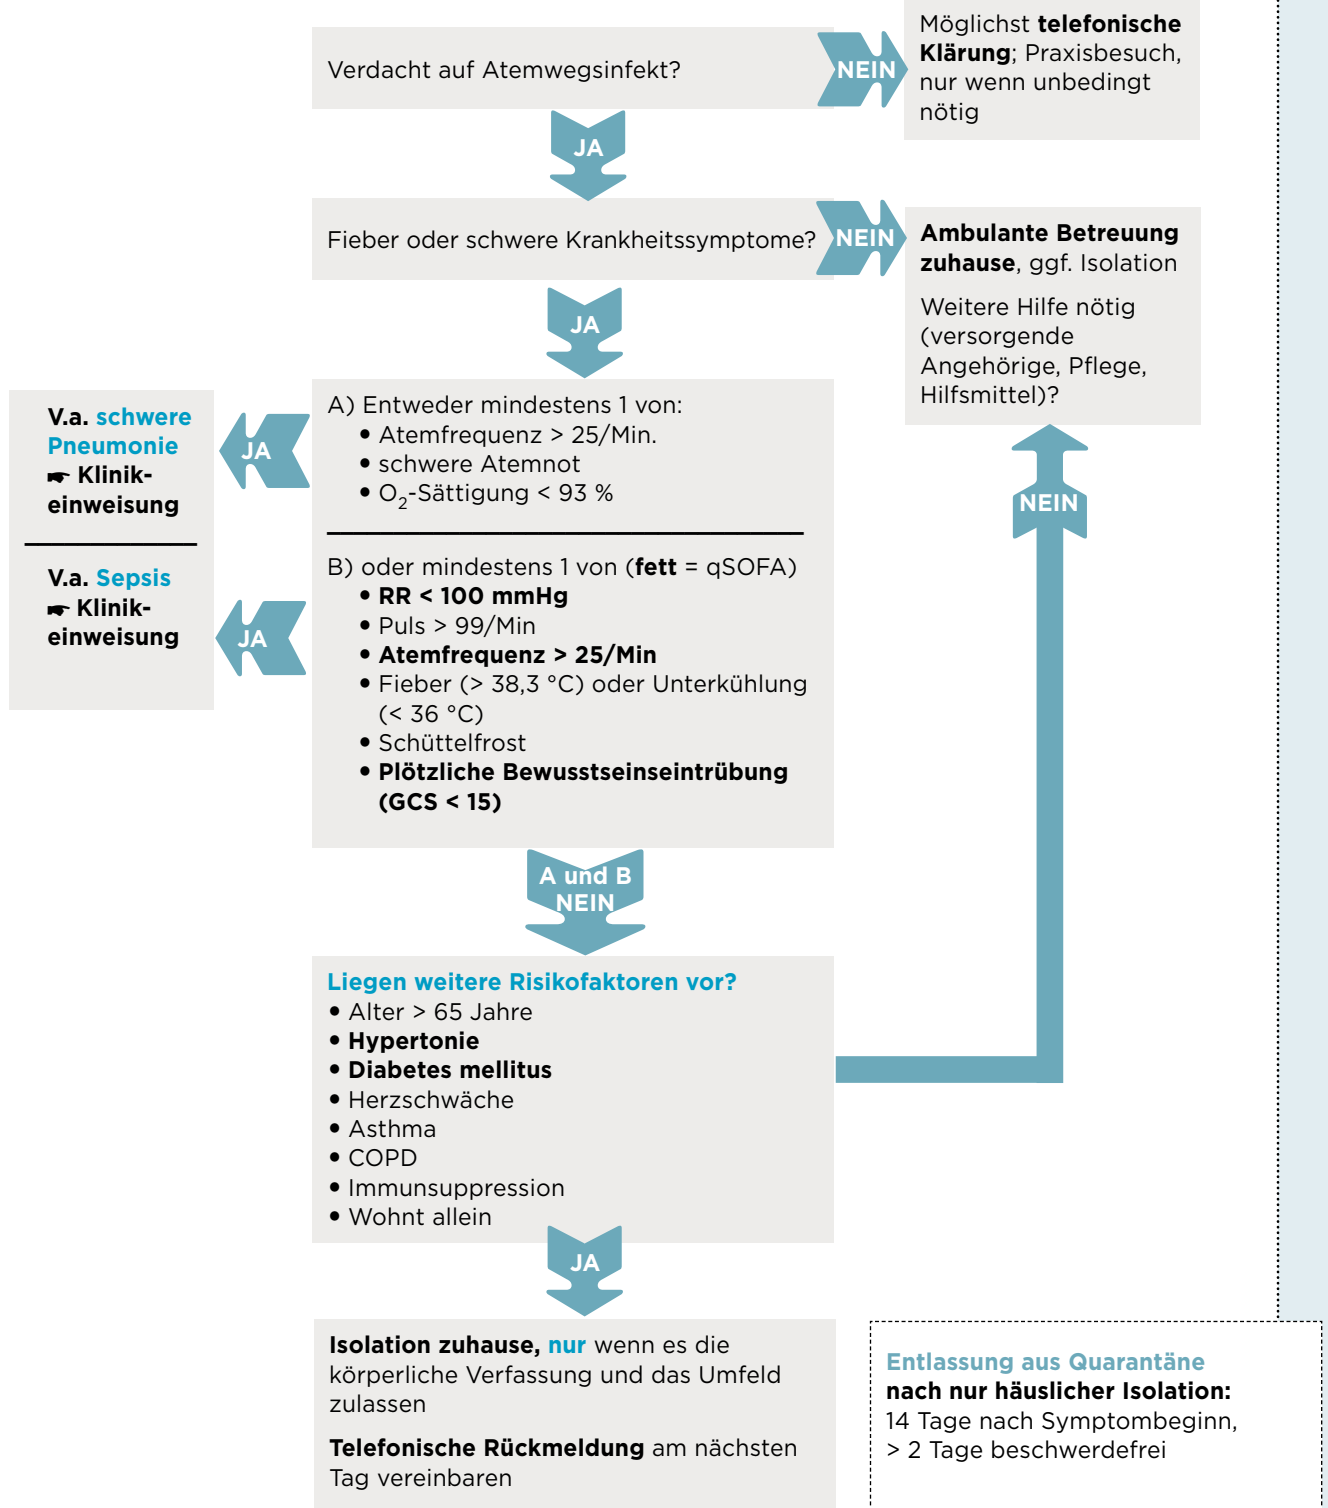 Verdacht auf Atemwegsinfekt?
NEIN
Möglichst telefonische
Klärung; Praxisbesuch,
nur wenn unbedingt
nötig
JA
Fieber oder schwere Krankheitssymptome?
NEIN
Ambulante Betreuung
zuhause, ggf. Isolation
Weitere Hilfe nötig
(versorgende
Angehörige, Pflege,
Hilfsmittel)?
JA
A) Entweder mindestens 1 von:
• Atemfrequenz > 25/Min.
• schwere Atemnot
• O₂-Sättigung < 93 %
JA
V.a. schwere
Pneumonie
☛ Klinik-
einweisung
B) oder mindestens 1 von (fett = qSOFA)
• RR < 100 mmHg
• Puls > 99/Min
• Atemfrequenz > 25/Min
• Fieber (> 38,3 °C) oder Unterkühlung
(< 36 °C)
• Schüttelfrost
• Plötzliche Bewusstseinseintrübung
(GCS < 15)
JA
V.a. Sepsis
☛ Klinik-
einweisung
A und B
NEIN
Liegen weitere Risikofaktoren vor?
• Alter > 65 Jahre
• Hypertonie
• Diabetes mellitus
• Herzschwäche
• Asthma
• COPD
• Immunsuppression
• Wohnt allein
NEIN
JA
Isolation zuhause, nur wenn es die
körperliche Verfassung und das Umfeld
zulassen
Telefonische Rückmeldung am nächsten
Tag vereinbaren
Entlassung aus Quarantäne
nach nur häuslicher Isolation:
14 Tage nach Symptombeginn,
> 2 Tage beschwerdefrei